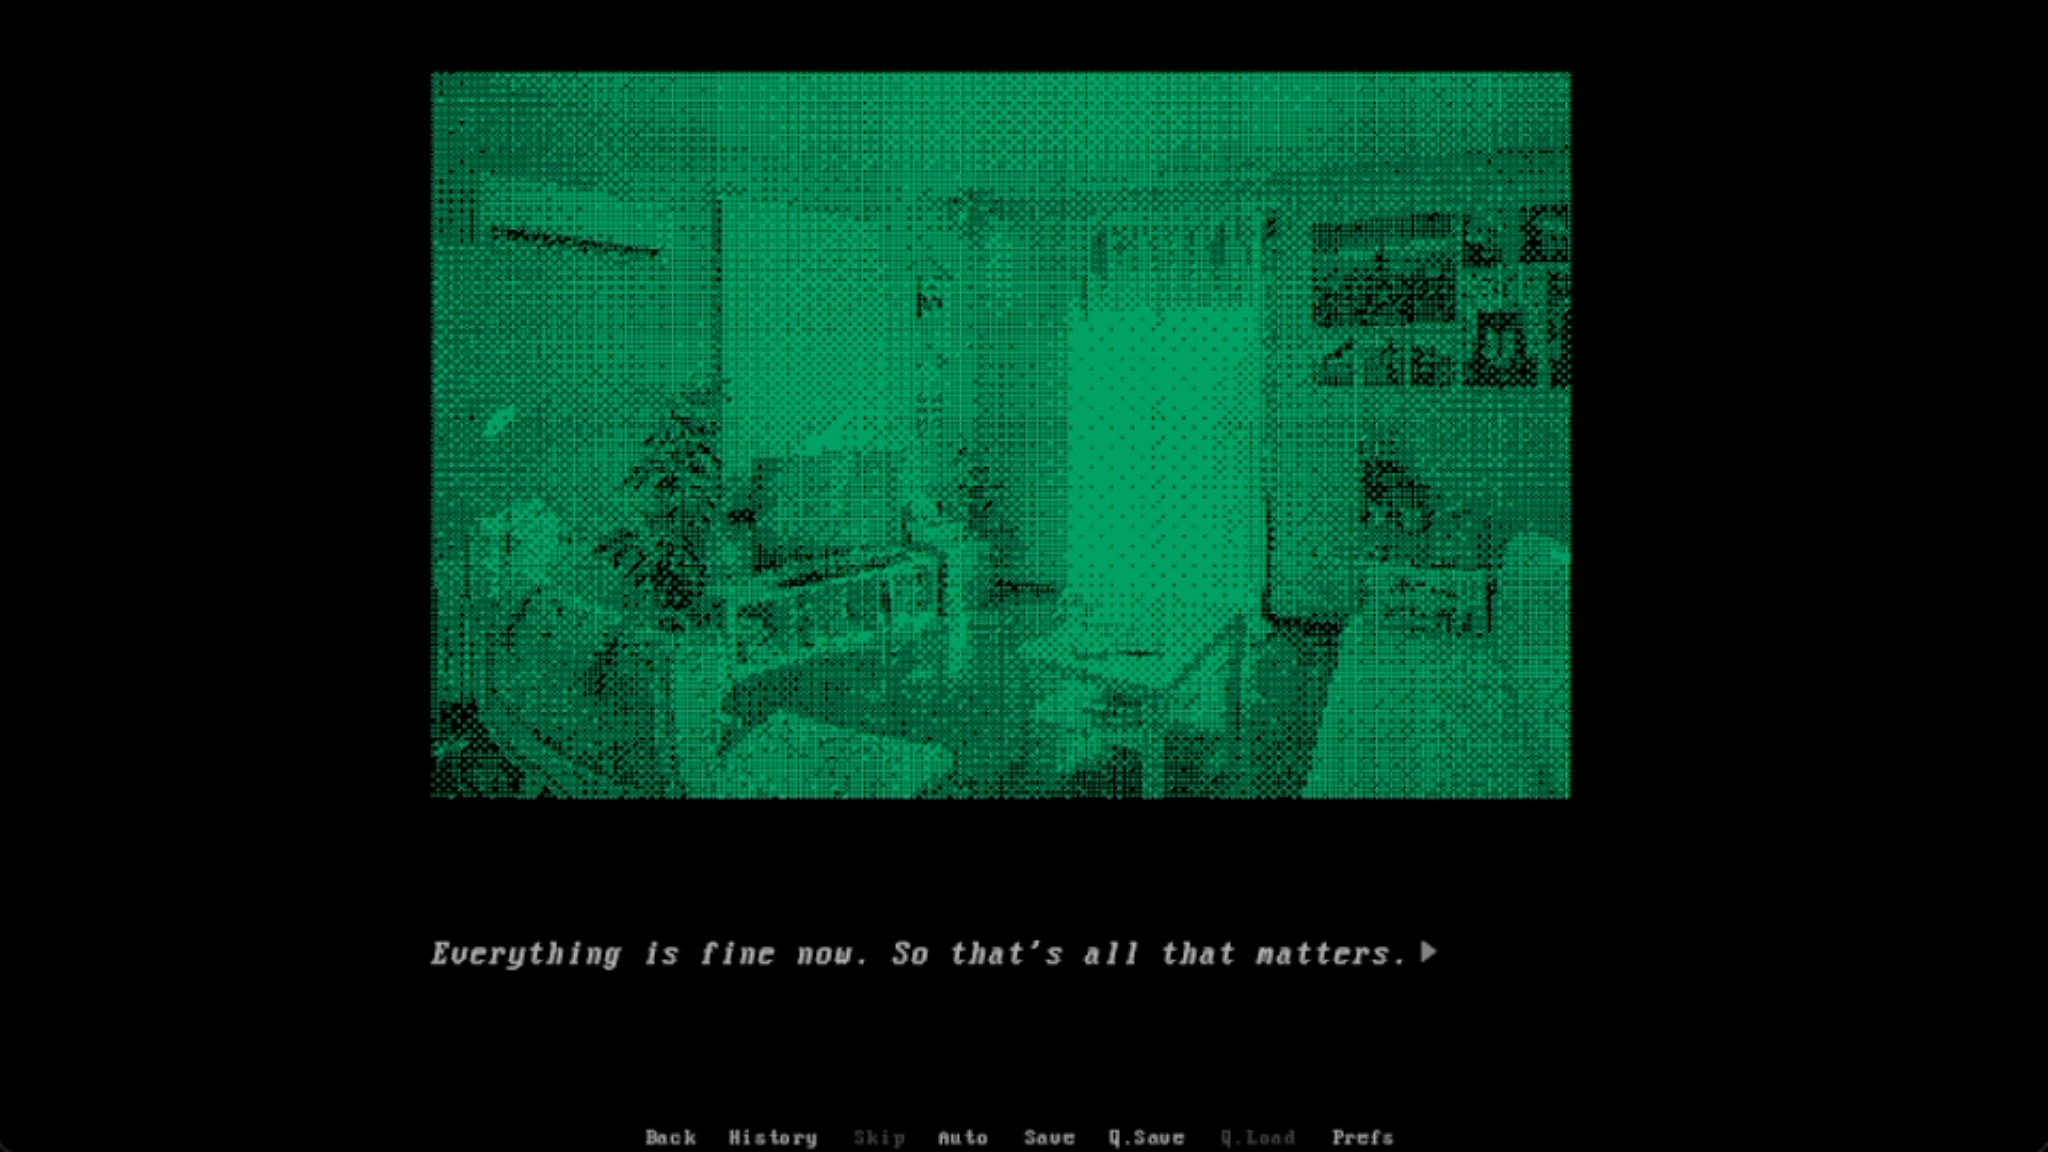 Everything is fine now. So that's all that matters.
Back History Skip Auto Save Q.Save Q.Load Prefs